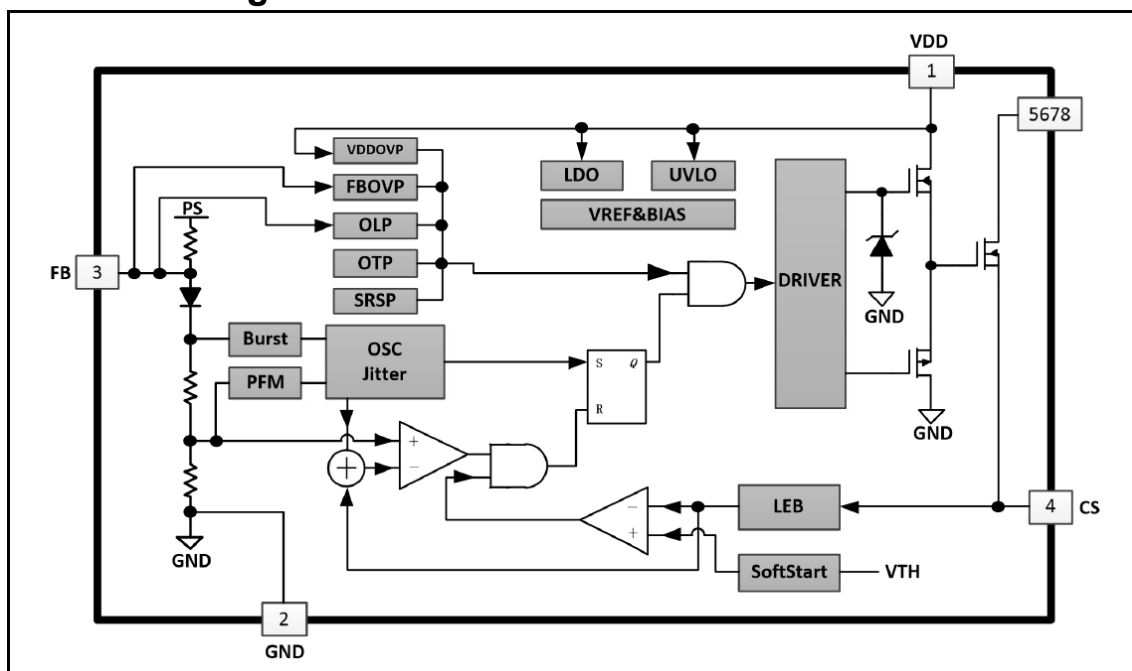 g
VDD
1
5678
VDDOVP
FBOVP
OLP
OTP
SRSP
LDO
UVLO
VREF&BIAS
DRIVER
PS
FB
3
GND
Burst
PFM
OSC
Jitter
S
Q
R
+
−
+
GND
−
+
LEB
4
CS
SoftStart
VTH
GND
2
GND